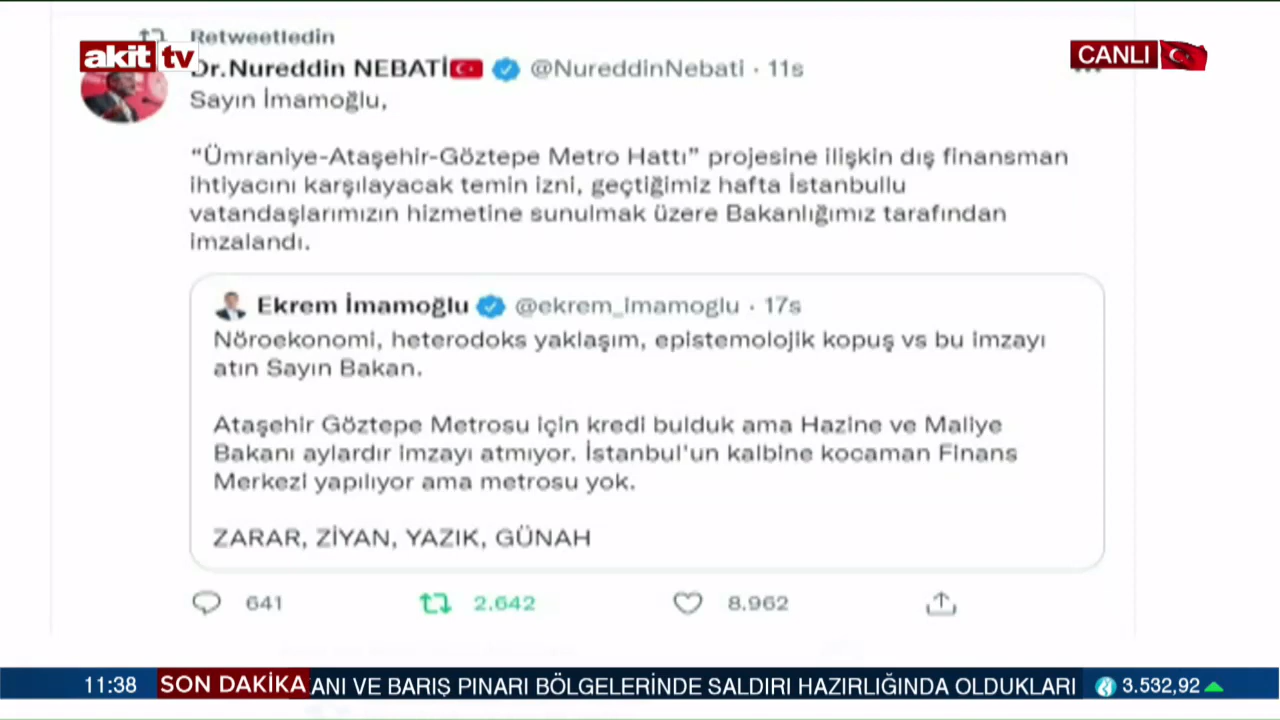 Retweetledin
akit tv
Dr.Nureddin NEBATİ @NureddinNebati · 11s
CANLI
Sayın İmamoğlu,
“Ümraniye-Ataşehir-Göztepe Metro Hattı” projesine ilişkin dış finansman
ihtiyacını karşılayacak temin izni, geçtiğimiz hafta İstanbullu
vatandaşlarımızın hizmetine sunulmak üzere Bakanlığımız tarafından
imzalandı.
Ekrem İmamoğlu @ekrem_imamoglu · 17s
Nöroekonomi, heterodoks yaklaşım, epistemolojik kopuş vs bu imzayı
atın Sayın Bakan.
Ataşehir Göztepe Metrosu için kredi bulduk ama Hazine ve Maliye
Bakanı aylardır imzayı atmıyor. İstanbul'un kalbine kocaman Finans
Merkezi yapılıyor ama metrosu yok.
ZARAR, ZİYAN, YAZIK, GÜNAH
641 2.642 8.962
11:38 SON DAKİKA ANI VE BARIŞ PINARI BÖLGELERİNDE SALDIRI HAZIRLIĞINDA OLDUKLARI 3.532,92